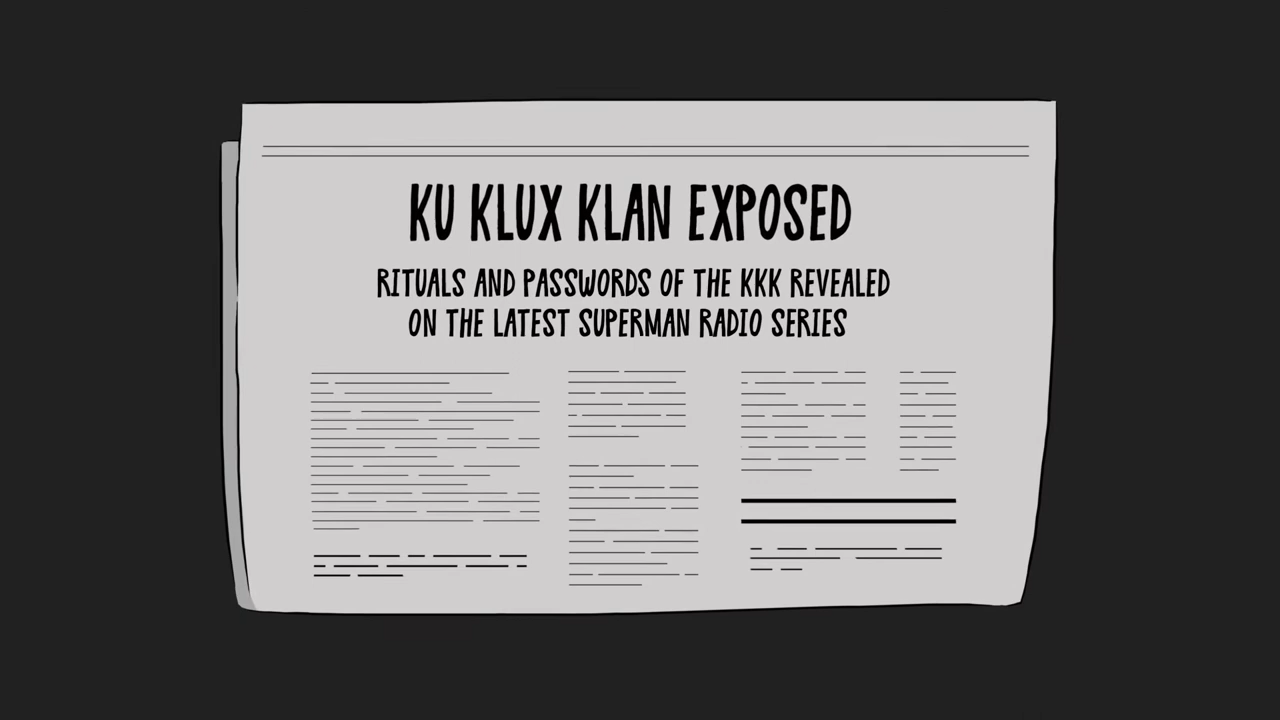 KU KLUX KLAN EXPOSED
RITUALS AND PASSWORDS OF THE KKK REVEALED
ON THE LATEST SUPERMAN RADIO SERIES